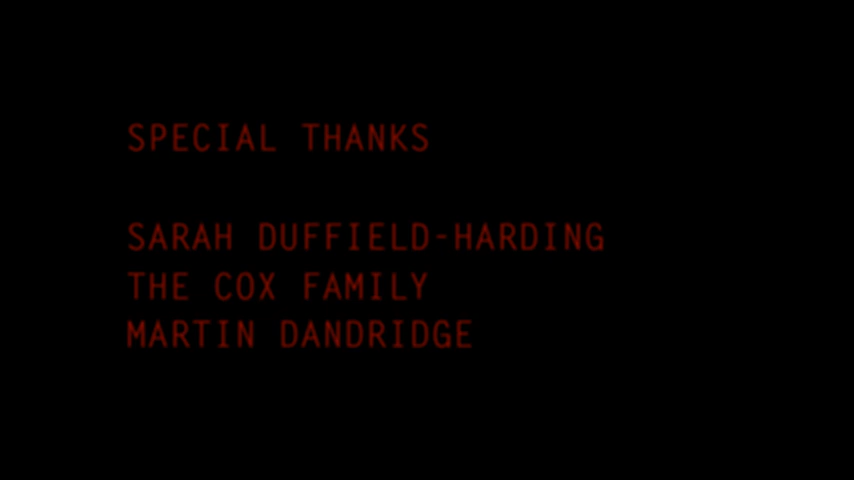 SPECIAL THANKS
SARAH DUFFIELD-HARDING
THE COX FAMILY
MARTIN DANDRIDGE